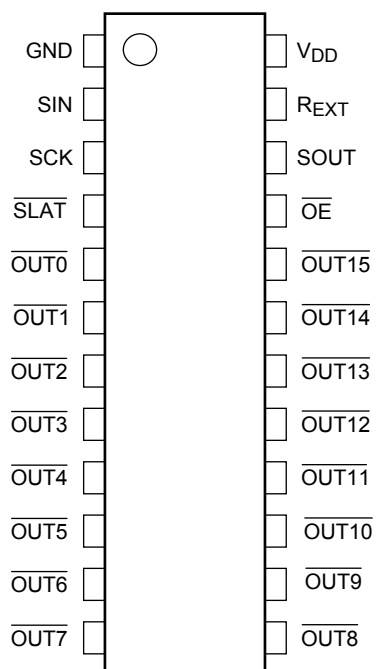 GND VDD
SIN REXT
SCK SOUT
SLAT OE
OUT0 OUT15
OUT1 OUT14
OUT2 OUT13
OUT3 OUT12
OUT4 OUT11
OUT5 OUT10
OUT6 OUT9
OUT7 OUT8